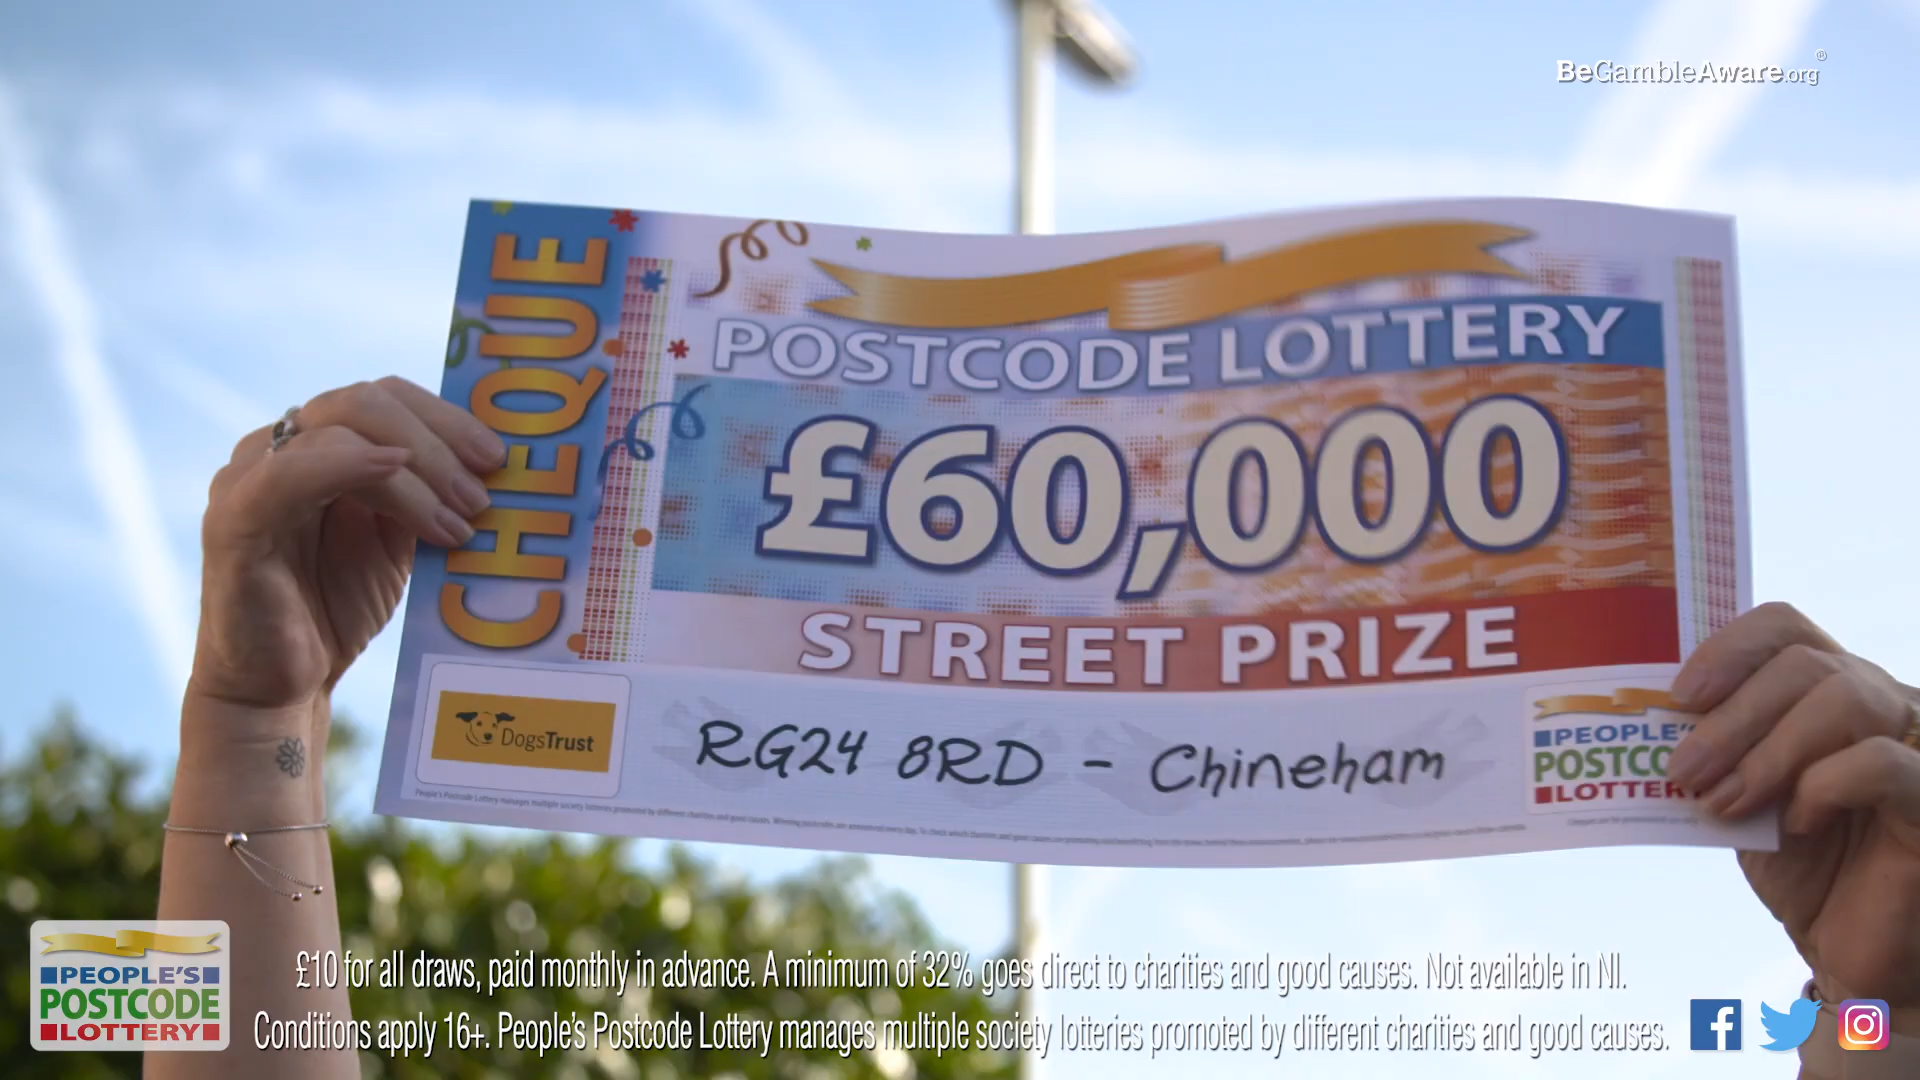 BeGambleAware.org®
CHEQUE
POSTCODE LOTTERY
£60,000
STREET PRIZE
DogsTrust
RG24 8RD - Chineham
PEOPLE'S
POSTCO
LOTTER
PEOPLE'S
POSTCODE
LOTTERY
£10 for all draws, paid monthly in advance. A minimum of 32% goes direct to charities and good causes. Not available in NI.
Conditions apply 16+. People's Postcode Lottery manages multiple society lotteries promoted by different charities and good causes.